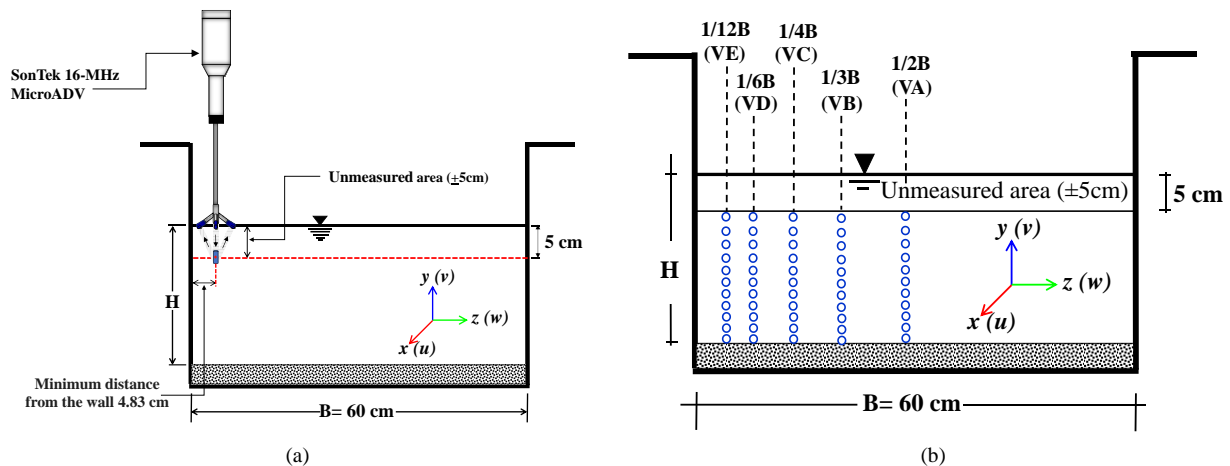 SonTek 16-MHz
MicroADV
Unmeasured area (±5cm)
5 cm
H
y (v)
z (w)
x (u)
Minimum distance
from the wall 4.83 cm
B= 60 cm
(a)
1/12B
(VE)
1/6B
(VD)
1/4B
(VC)
1/3B
(VB)
1/2B
(VA)
Unmeasured area (±5cm)
5 cm
H
y (v)
z (w)
x (u)
B= 60 cm
(b)